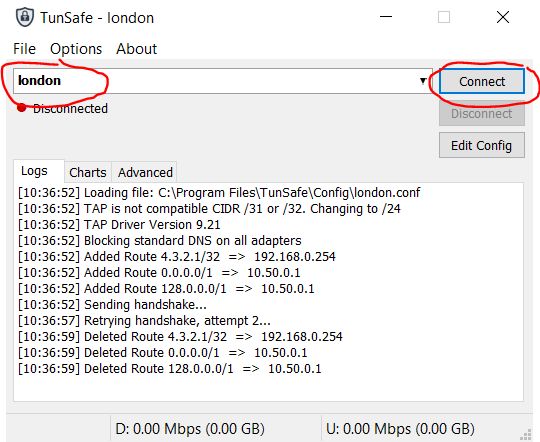 TunSafe - london
File Options About
london
Connect
Disconnected
Disconnect
Edit Config
Logs Charts Advanced
[10:36:52] Loading file: C:\Program Files\TunSafe\Config\london.conf
[10:36:52] TAP is not compatible CIDR /31 or /32. Changing to /24
[10:36:52] TAP Driver Version 9.21
[10:36:52] Blocking standard DNS on all adapters
[10:36:52] Added Route 4.3.2.1/32 => 192.168.0.254
[10:36:52] Added Route 0.0.0.0/1 => 10.50.0.1
[10:36:52] Added Route 128.0.0.0/1 => 10.50.0.1
[10:36:52] Sending handshake...
[10:36:57] Retrying handshake, attempt 2...
[10:36:59] Deleted Route 4.3.2.1/32 => 192.168.0.254
[10:36:59] Deleted Route 0.0.0.0/1 => 10.50.0.1
[10:36:59] Deleted Route 128.0.0.0/1 => 10.50.0.1
D: 0.00 Mbps (0.00 GB) U: 0.00 Mbps (0.00 GB)